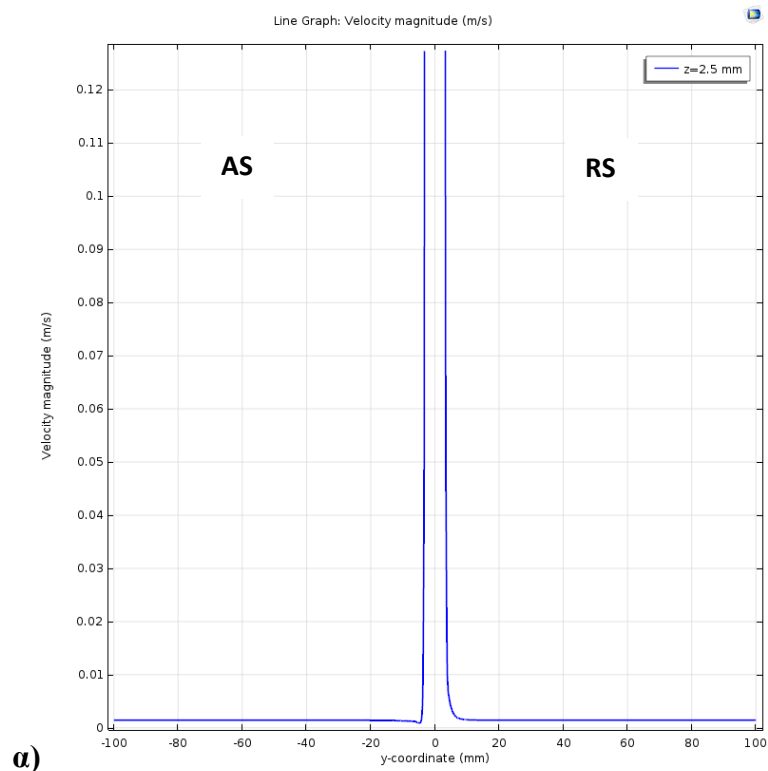 Line Graph: Velocity magnitude (m/s)
z=2.5 mm
AS
RS
Velocity magnitude (m/s)
0.12
0.11
0.1
0.09
0.08
0.07
0.06
0.05
0.04
0.03
0.02
0.01
0
-100 -80 -60 -40 -20 0 20 40 60 80 100
y-coordinate (mm)
α)